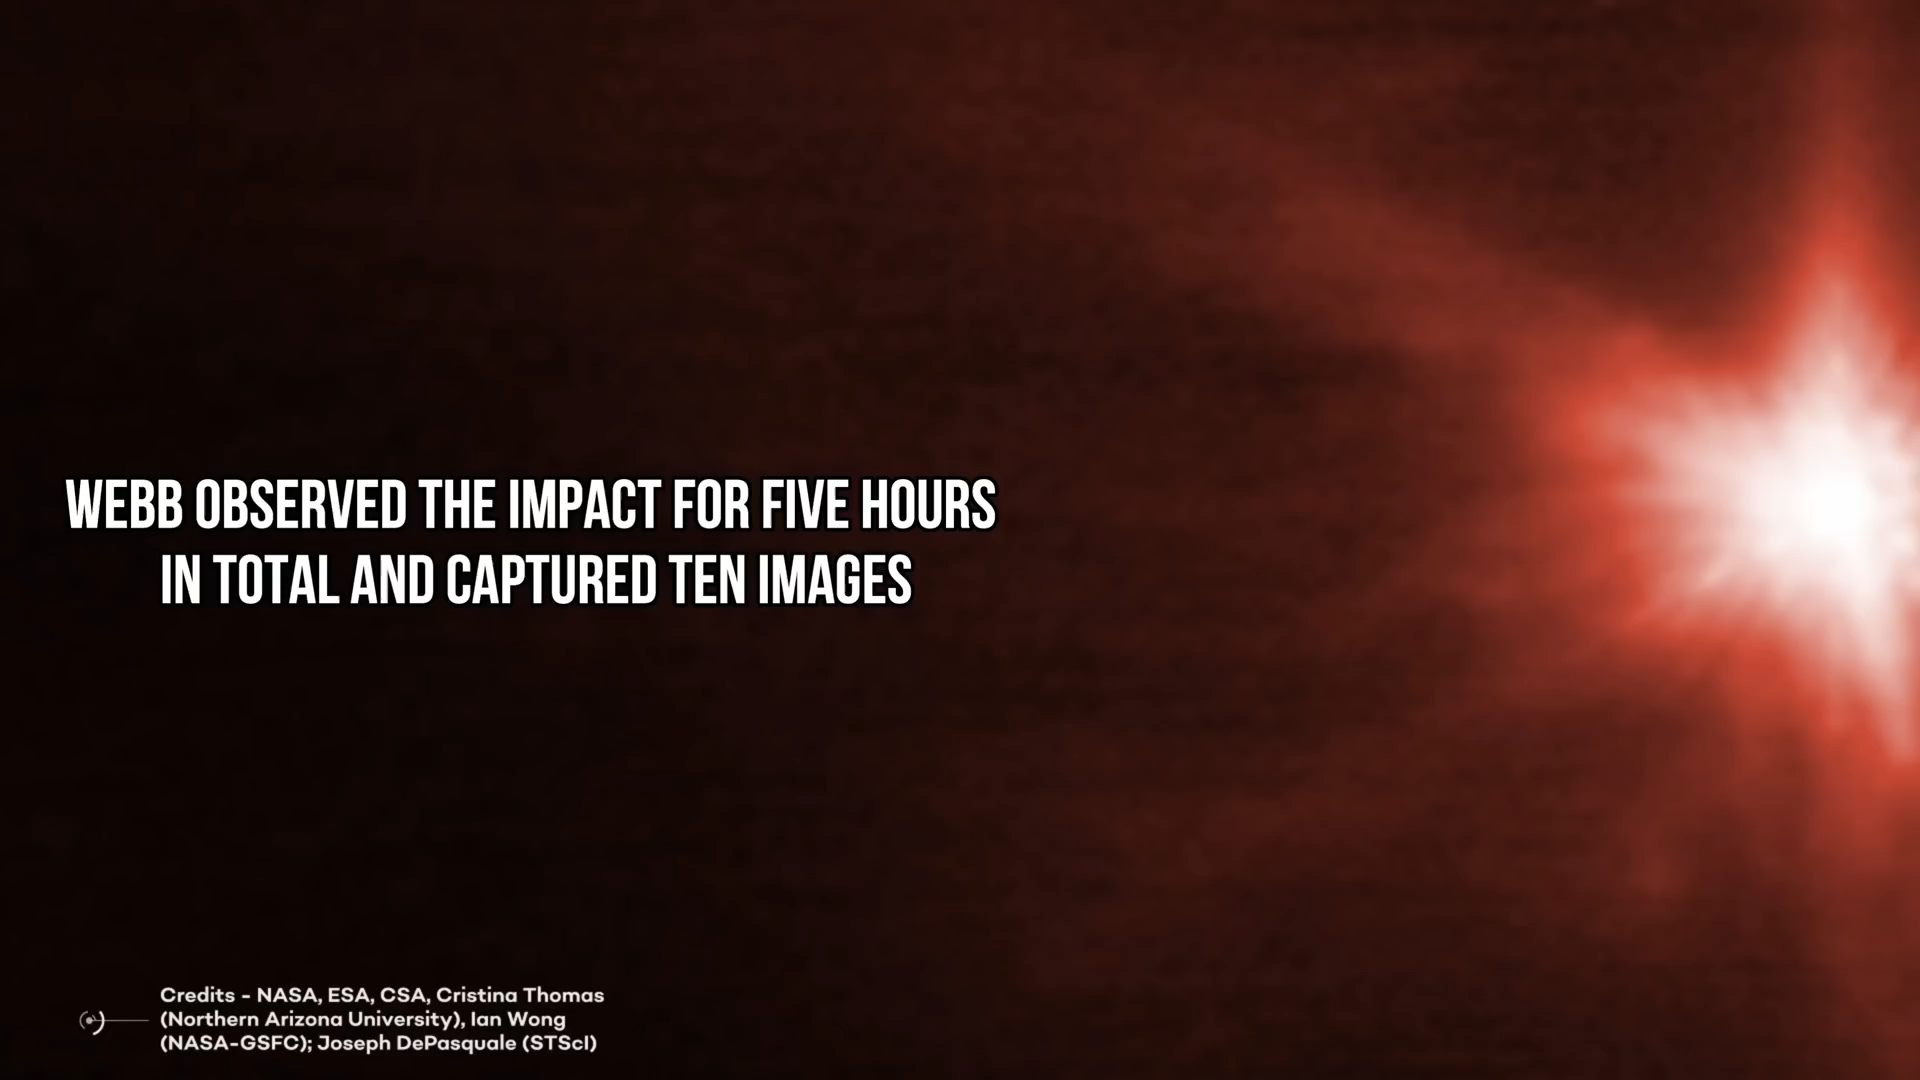 WEBB OBSERVED THE IMPACT FOR FIVE HOURS
IN TOTAL AND CAPTURED TEN IMAGES
Credits - NASA, ESA, CSA, Cristina Thomas
(Northern Arizona University), Ian Wong
(NASA-GSFC); Joseph DePasquale (STScI)